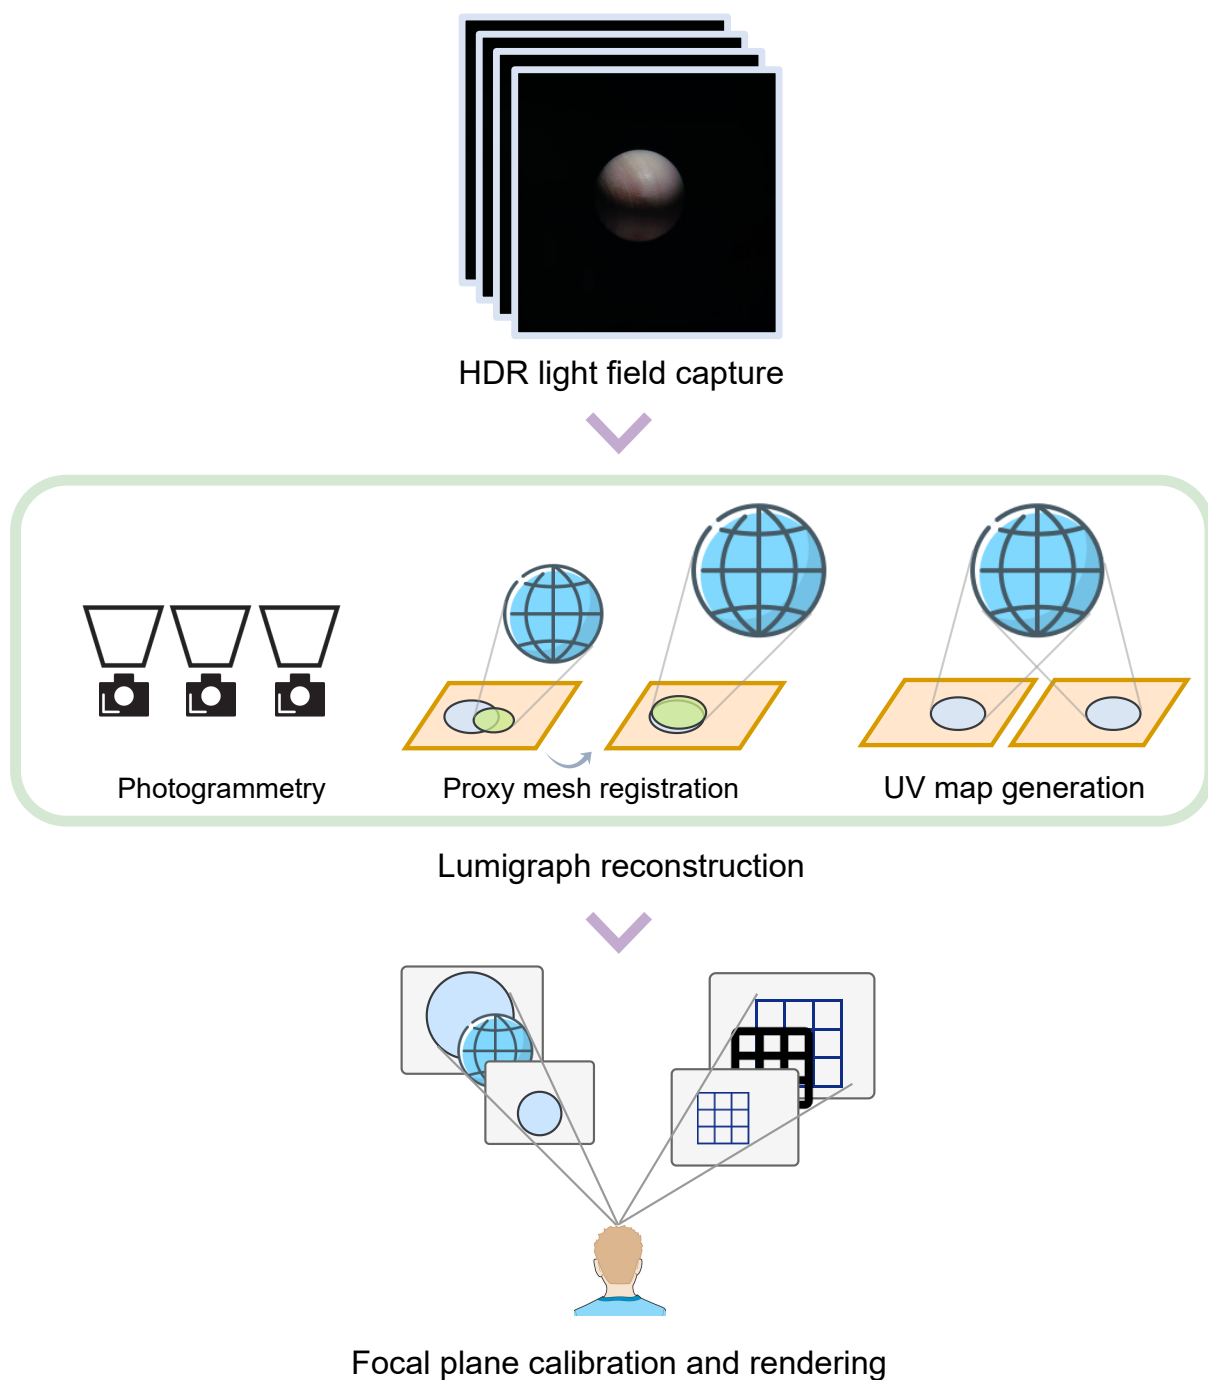 HDR light field capture
Photogrammetry
Proxy mesh registration
UV map generation
Lumigraph reconstruction
Focal plane calibration and rendering